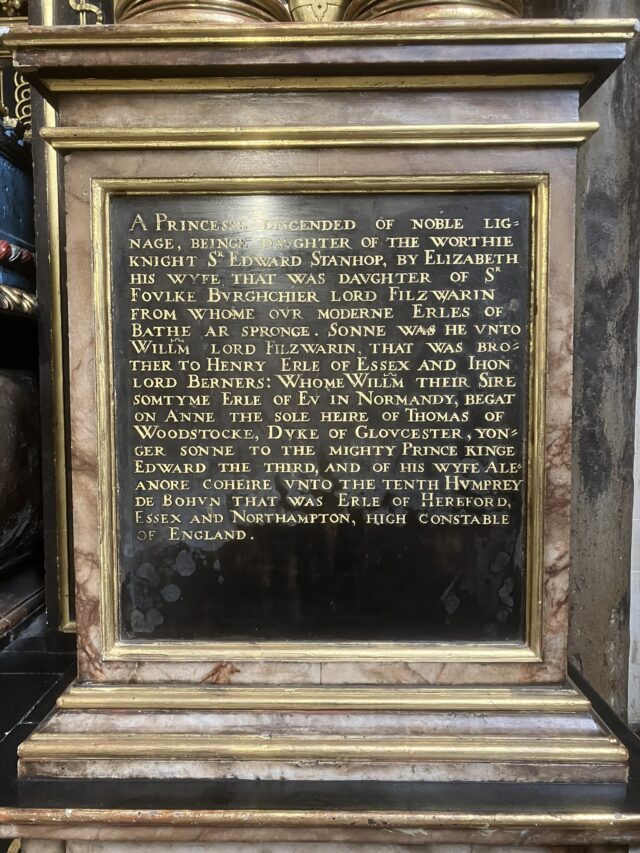 A Princesse discended of noble lig=
nage, beinge davghter of the worthie
knight Sʳ Edward Stanhop, by Elizabeth
his wyfe that was davghter of Sʳ
Fovlke Bvrghchier lord Filzwarin
from whome ovr moderne Erles of
Bathe ar spronge. Sonne was he vnto
Willm̃ lord Filzwarin, that was bro=
ther to Henry Erle of Essex and Ihon
lord Berners: Whome Willm̃ their Sire
somtyme Erle of Ev in Normandy, begat
on Anne the sole heire of Thomas of
Woodstocke, Dvke of Glovcester, yon=
ger sonne to the mighty Prince kinge
Edward the third, and of his wyfe Ale=
anore coheire vnto the tenth Hvmprey
de Bohvn that was Erle of Hereford,
Essex and Northampton, high constable
of England.